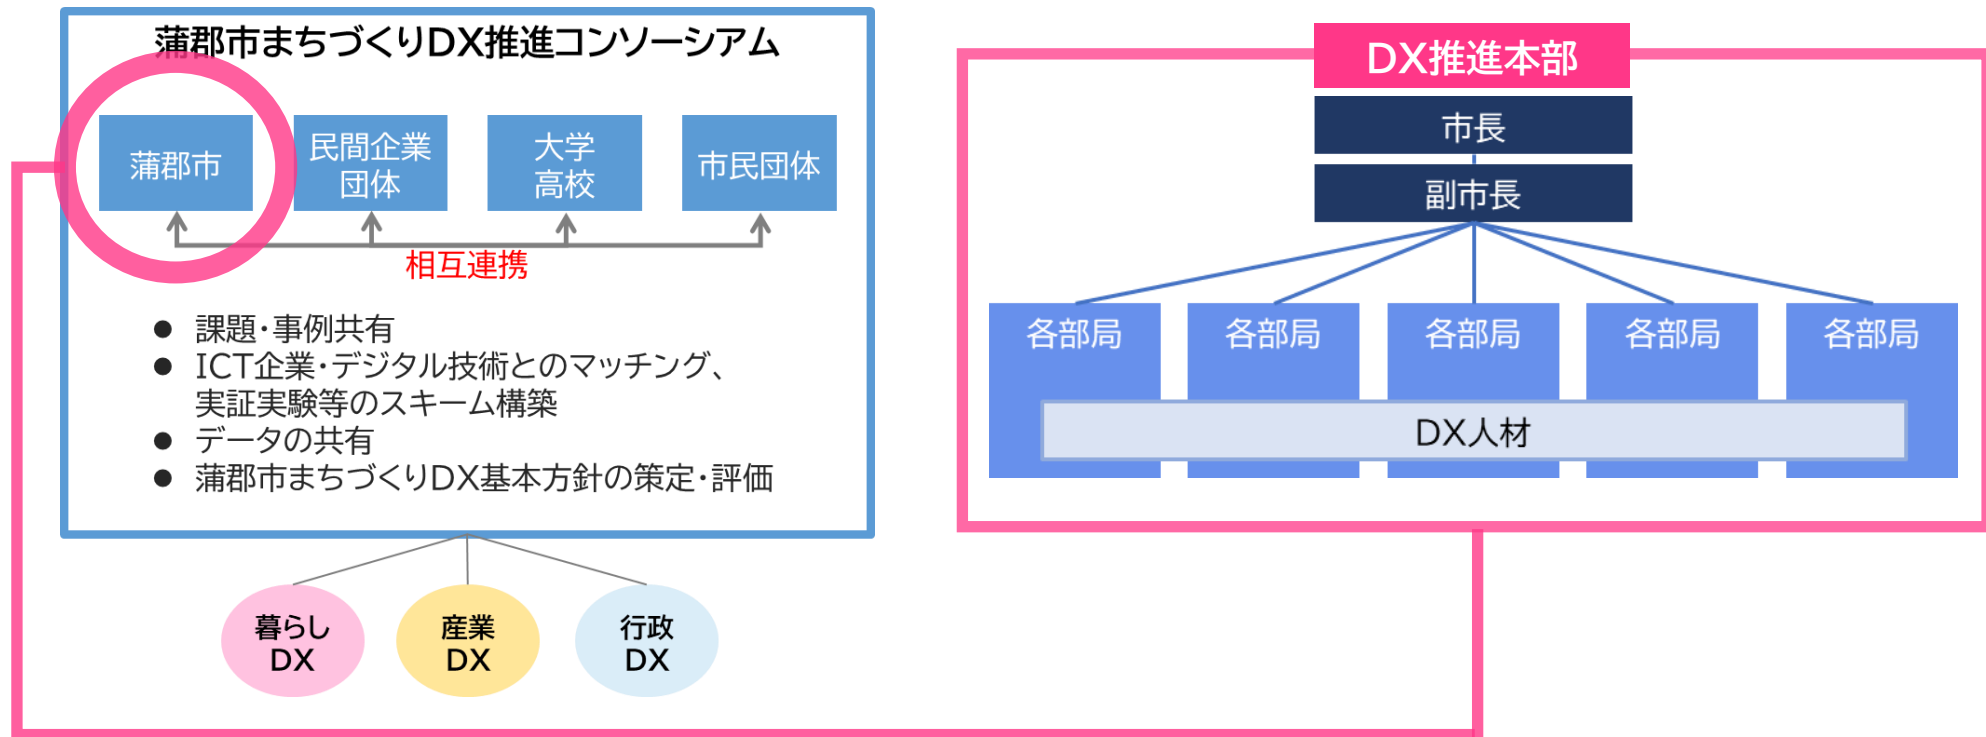 蒲郡市まちづくりDX推進コンソーシアム
蒲郡市
民間企業
団体
大学
高校
市民団体
相互連携
● 課題・事例共有
● ICT企業・デジタル技術とのマッチング、
実証実験等のスキーム構築
● データの共有
● 蒲郡市まちづくりDX基本方針の策定・評価
暮らし
DX
産業
DX
行政
DX
DX推進本部
市長
副市長
各部局
各部局
各部局
各部局
各部局
DX人材